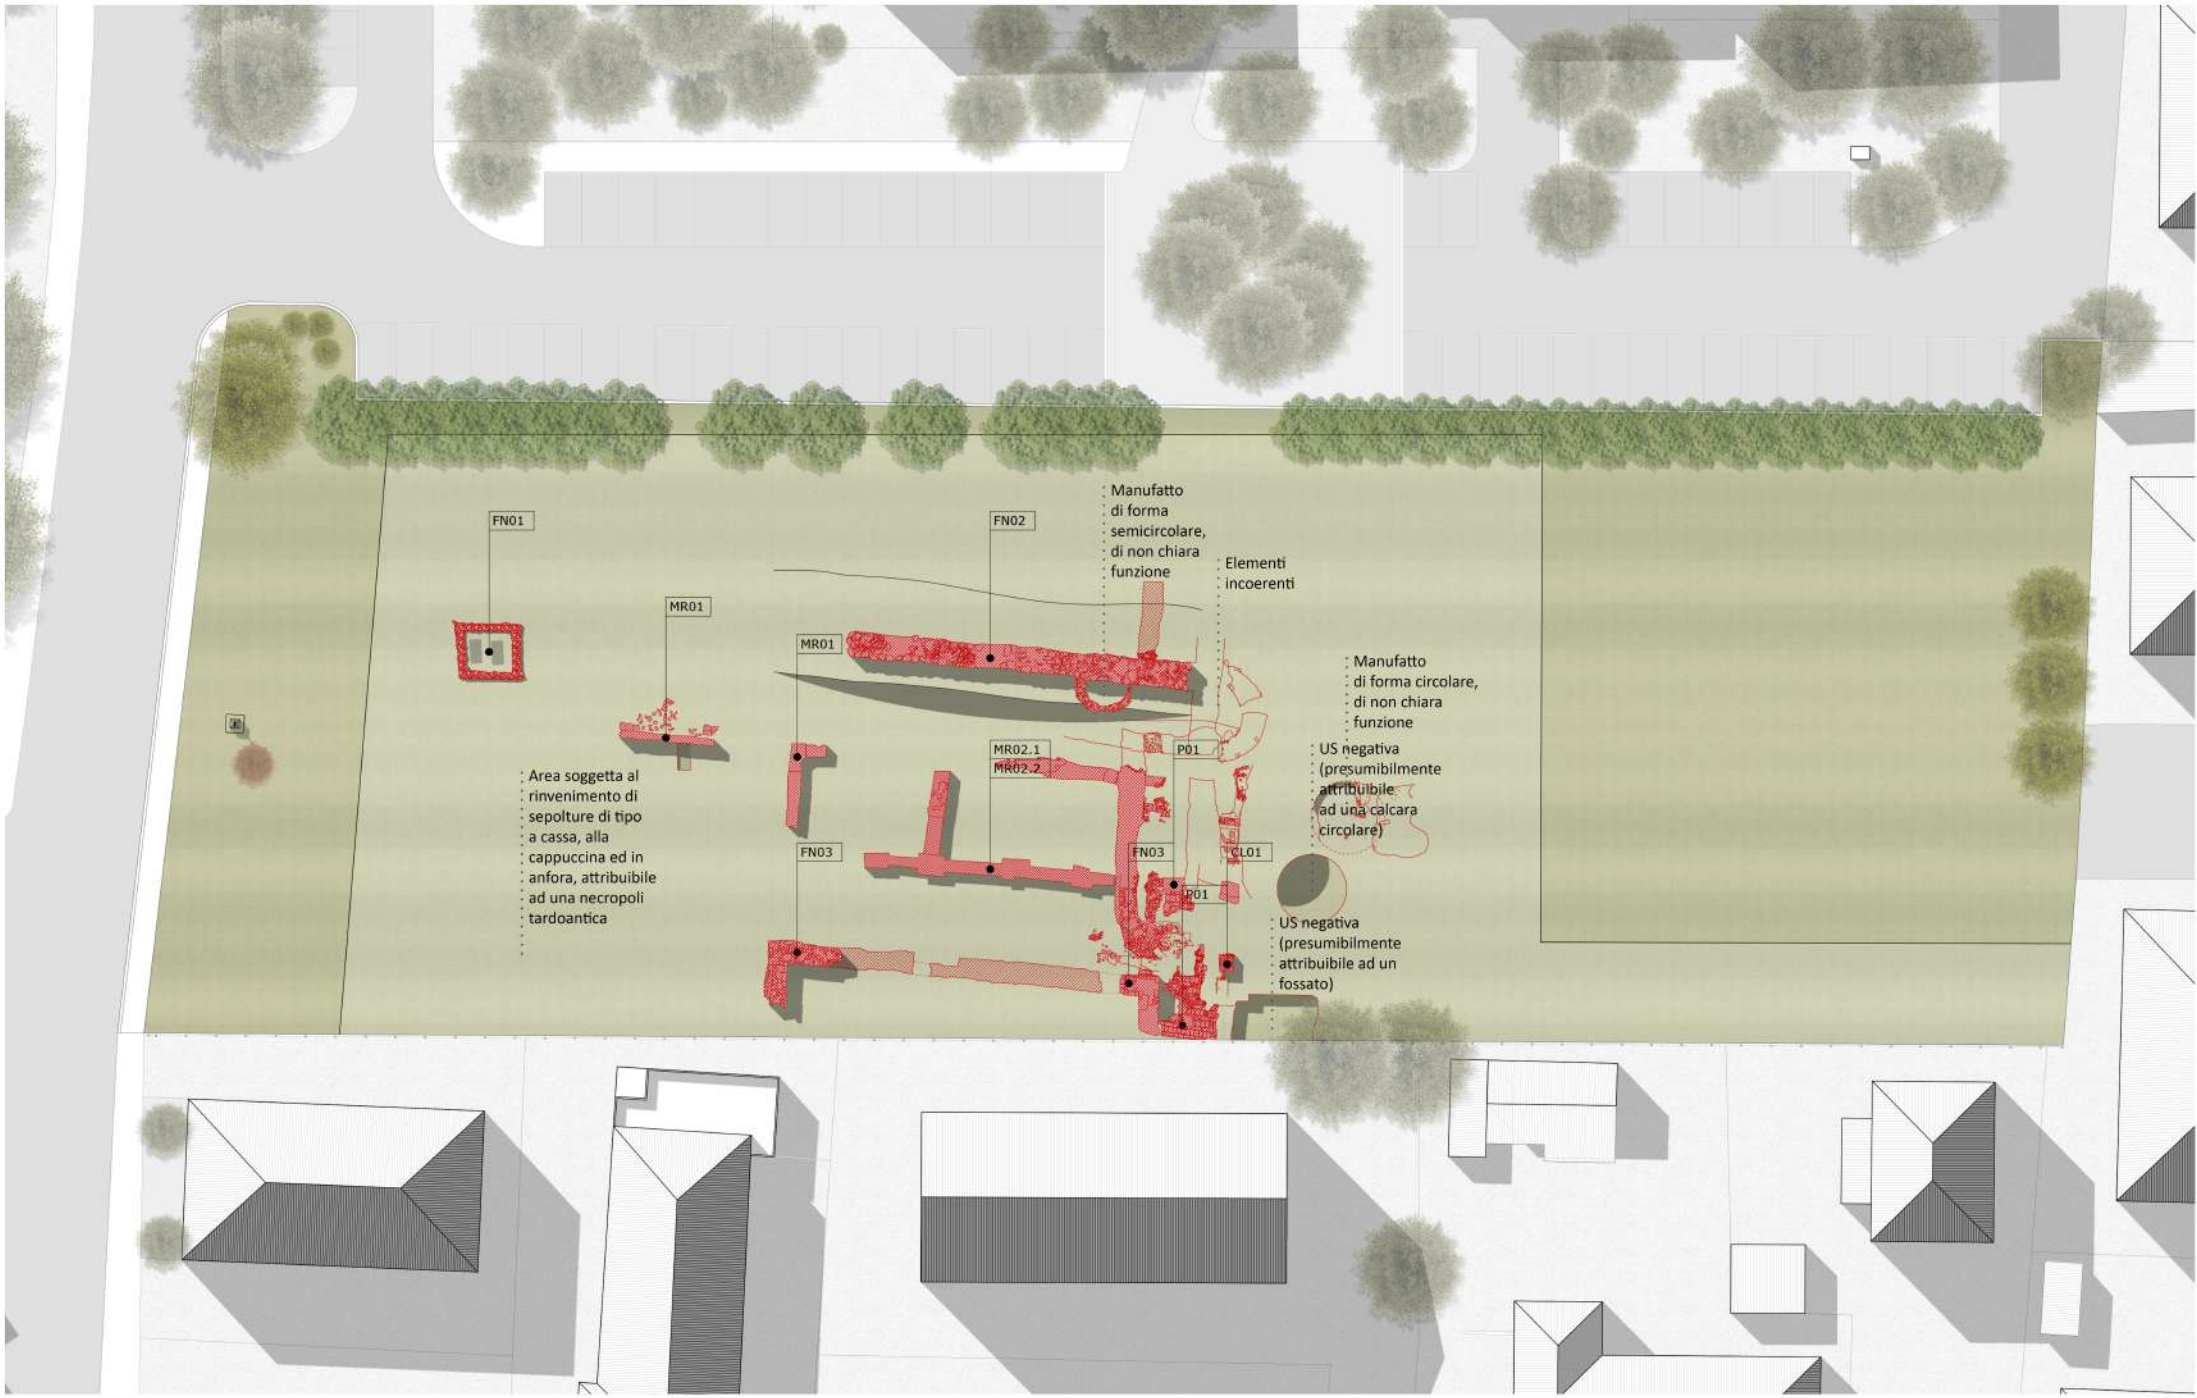 FN01
FN02
Manufatto
di forma
semicircolare,
di non chiara
funzione
Elementi
incoerenti
MR01
MR01
Manufatto
di forma circolare,
di non chiara
funzione
MR02.1
MR02.2
P01
US negativa
(presumibilmente
attribuibile
ad una calcara
circolare)
Area soggetta al
rinvenimento di
sepolture di tipo
a cassa, alla
cappuccina ed in
anfora, attribuibile
ad una necropoli
tardoantica
FN03
FN03
CL01
P01
US negativa
(presumibilmente
attribuibile ad un
fossato)